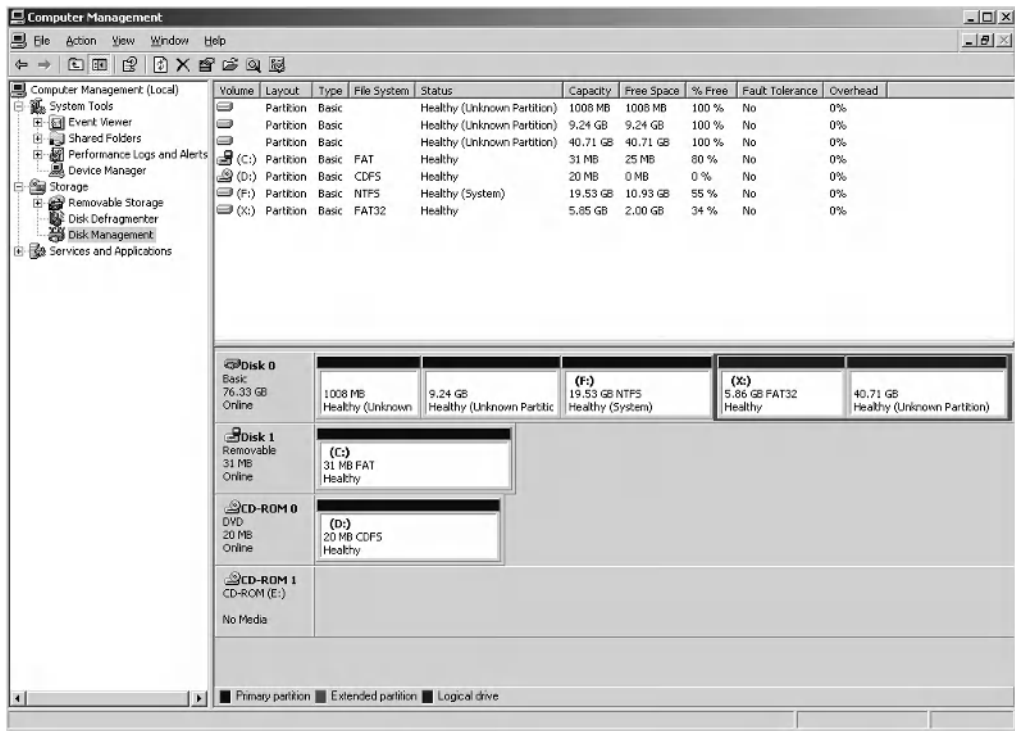 Computer Management
File Action View Window Help
Computer Management (Local)
System Tools
Event Viewer
Shared Folders
Performance Logs and Alerts
Device Manager
Storage
Removable Storage
Disk Defragmenter
Disk Management
Services and Applications
Volume Layout Type File System Status Capacity Free Space % Free Fault Tolerance Overhead
Partition Basic Healthy (Unknown Partition) 1008 MB 1008 MB 100 % No 0%
Partition Basic Healthy (Unknown Partition) 9.24 GB 9.24 GB 100 % No 0%
Partition Basic Healthy (Unknown Partition) 40.71 GB 40.71 GB 100 % No 0%
(C:) Partition Basic FAT Healthy 31 MB 25 MB 80 % No 0%
(D:) Partition Basic CDFS Healthy 20 MB 0 MB 0 % No 0%
(F:) Partition Basic NTFS Healthy (System) 19.53 GB 10.93 GB 55 % No 0%
(X:) Partition Basic FAT32 Healthy 5.85 GB 2.00 GB 34 % No 0%
Disk 0
Basic
76.33 GB
Online
1008 MB
Healthy (Unknown
9.24 GB
Healthy (Unknown Partitic
(F:)
19.53 GB NTFS
Healthy (System)
(X:)
5.86 GB FAT32
Healthy
40.71 GB
Healthy (Unknown Partition)
Disk 1
Removable
31 MB
Online
(C:)
31 MB FAT
Healthy
CD-ROM 0
DVD
20 MB
Online
(D:)
20 MB CDFS
Healthy
CD-ROM 1
CD-ROM (E:)
No Media
Primary partition Extended partition Logical drive